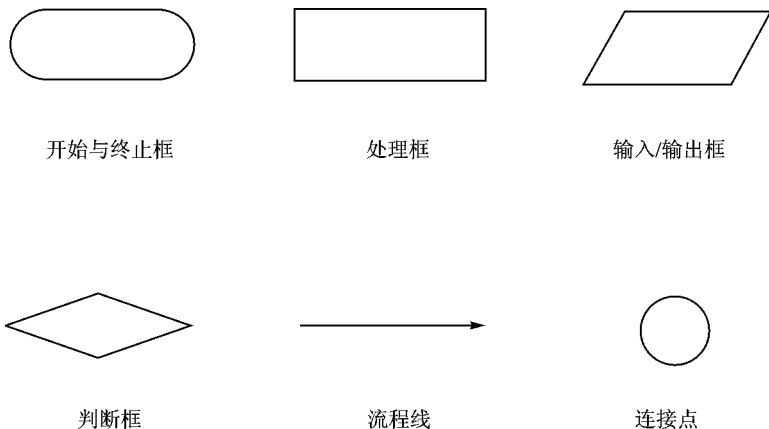 开始与终止框
处理框
输入/输出框
判断框
流程线
连接点